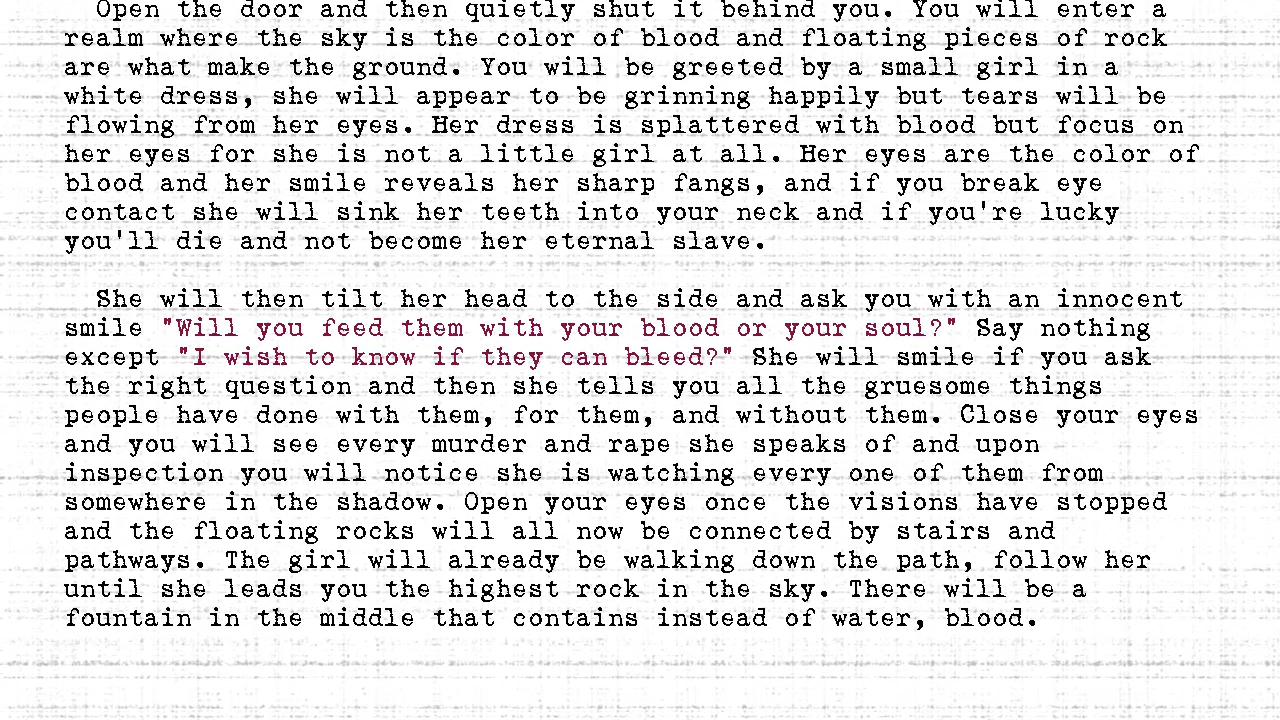 Open the door and then quietly shut it behind you. You will enter a
realm where the sky is the color of blood and floating pieces of rock
are what make the ground. You will be greeted by a small girl in a
white dress, she will appear to be grinning happily but tears will be
flowing from her eyes. Her dress is splattered with blood but focus on
her eyes for she is not a little girl at all. Her eyes are the color of
blood and her smile reveals her sharp fangs, and if you break eye
contact she will sink her teeth into your neck and if you're lucky
you'll die and not become her eternal slave.
She will then tilt her head to the side and ask you with an innocent
smile "Will you feed them with your blood or your soul?" Say nothing
except "I wish to know if they can bleed?" She will smile if you ask
the right question and then she tells you all the gruesome things
people have done with them, for them, and without them. Close your eyes
and you will see every murder and rape she speaks of and upon
inspection you will notice she is watching every one of them from
somewhere in the shadow. Open your eyes once the visions have stopped
and the floating rocks will all now be connected by stairs and
pathways. The girl will already be walking down the path, follow her
until she leads you the highest rock in the sky. There will be a
fountain in the middle that contains instead of water, blood.